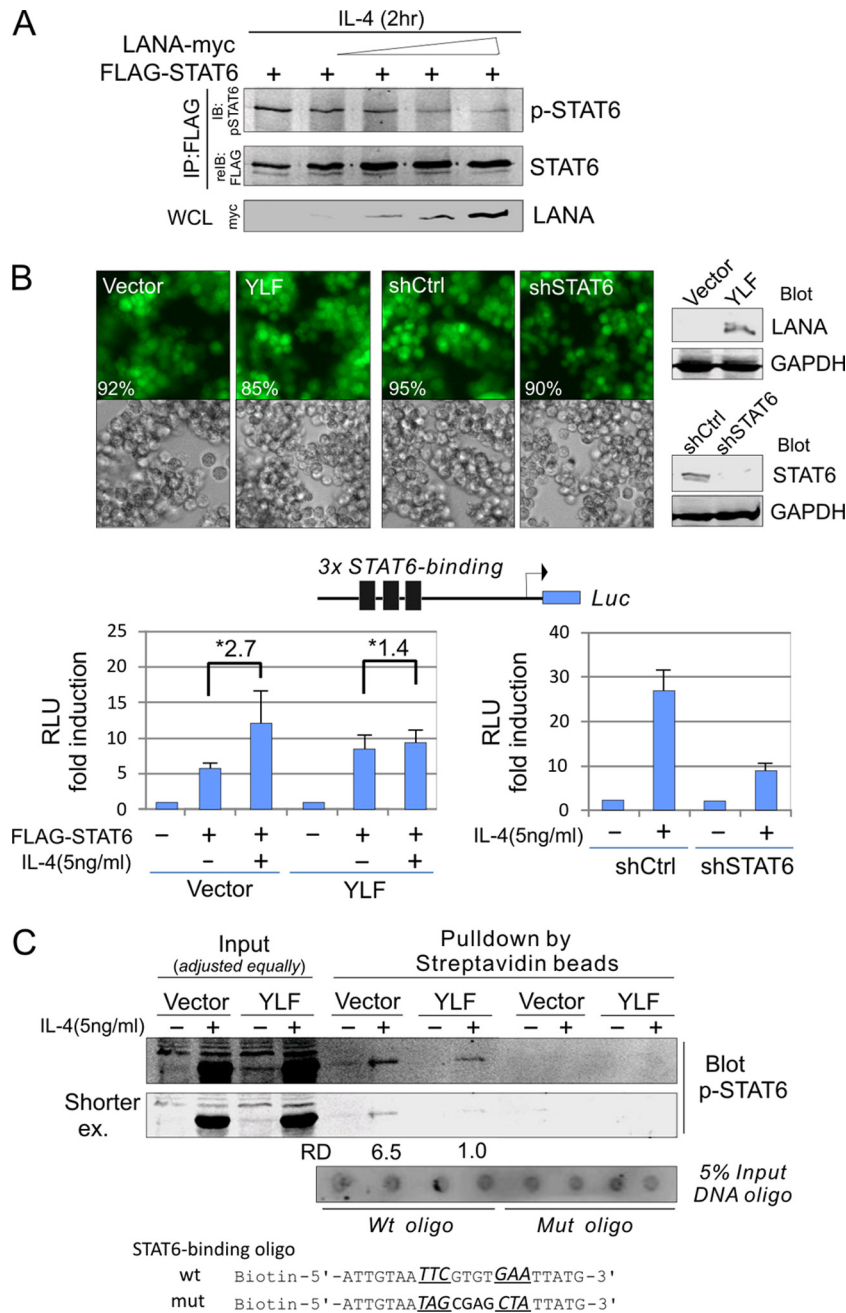 A
IL-4 (2hr)
LANA-myc
FLAG-STAT6 + + + + +
IP:FLAG
IB: pSTAT6
p-STAT6
reIB: FLAG
STAT6
WCL myc LANA
B
Vector YLF shCtrl shSTAT6
92% 85% 95% 90%
Vector YLF Blot
LANA
GAPDH
shCtrl shSTAT6 Blot
STAT6
GAPDH
3x STAT6-binding
Luc
RLU
fold induction
25
20
15
10
5
0
*2.7 *1.4
FLAG-STAT6 – + + – + +
IL-4(5ng/ml) – + – +
Vector YLF
RLU
fold induction
40
30
20
10
0
IL-4(5ng/ml) – + – +
shCtrl shSTAT6
C
Input
(adjusted equally)
Pulldown by
Streptavidin beads
Vector YLF Vector YLF Vector YLF
IL-4(5ng/ml) – + – + – + – + – + – +
Blot
p-STAT6
Shorter
ex.
RD 6.5 1.0
5% Input
DNA oligo
Wt oligo Mut oligo
STAT6-binding oligo
wt Biotin-5'-ATTGTAATTCGTGTGAATTATG-3'
mut Biotin-5'-ATTGTAATAGCGAGCTATTATG-3'